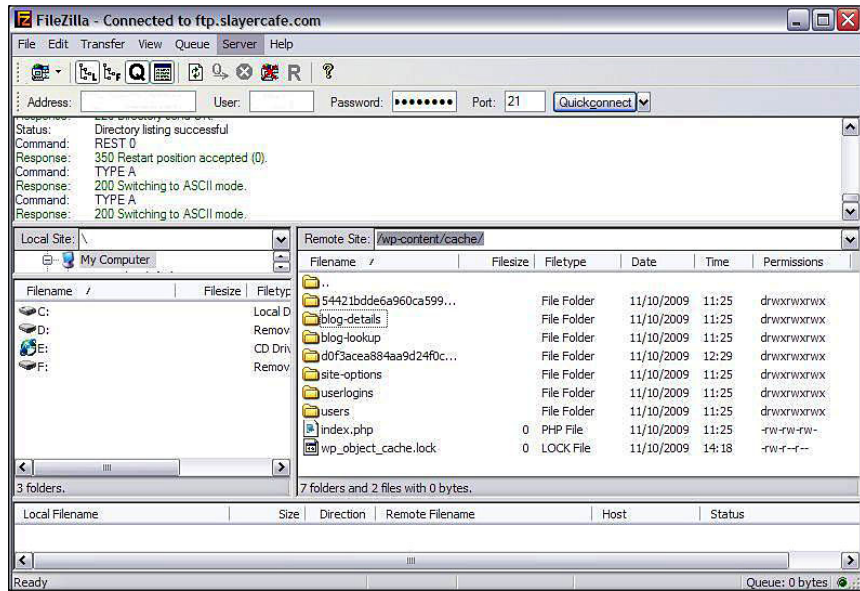 FileZilla - Connected to ftp.slayercafe.com
File Edit Transfer View Queue Server Help
Address: User: Password: •••••••• Port: 21 Quickconnect
Status: Directory listing successful
Command: REST 0
Response: 350 Restart position accepted (0).
Command: TYPE A
Response: 200 Switching to ASCII mode.
Command: TYPE A
Response: 200 Switching to ASCII mode.
Local Site: \
My Computer
Filename / Filesize Filetyp
C: Local D
D: Remov
E: CD Driv
F: Remov
3 folders.
Remote Site: /wp-content/cache/
Filename / Filesize Filetype Date Time Permissions
..
54421bdde6a960ca599... File Folder 11/10/2009 11:25 drwxrwxrwx
blog-details File Folder 11/10/2009 11:25 drwxrwxrwx
blog-lookup File Folder 11/10/2009 11:25 drwxrwxrwx
d0f3acea884aa9d24f0c... File Folder 11/10/2009 12:29 drwxrwxrwx
site-options File Folder 11/10/2009 11:25 drwxrwxrwx
userlogins File Folder 11/10/2009 11:25 drwxrwxrwx
users File Folder 11/10/2009 11:25 drwxrwxrwx
index.php 0 PHP File 11/10/2009 11:25 -rw-rw-rw-
wp_object_cache.lock 0 LOCK File 11/10/2009 14:18 -rw-r--r--
7 folders and 2 files with 0 bytes.
Local Filename Size Direction Remote Filename Host Status
Ready Queue: 0 bytes